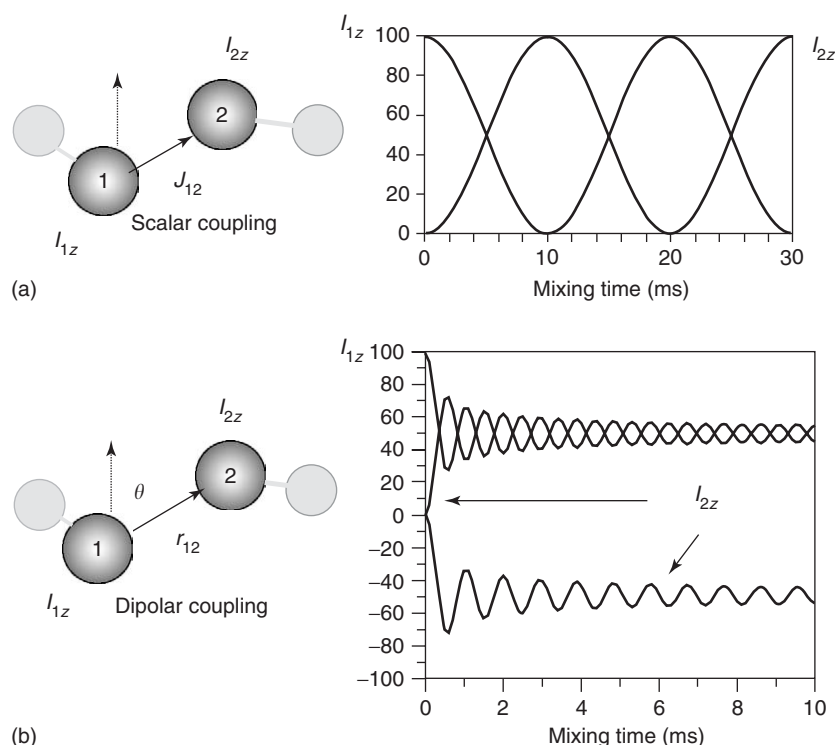 I1z
I2z
I2z
100
80
60
40
20
0
0 10 20 30
Mixing time (ms)
1
2
J12
Scalar coupling
I1z
(a)
I1z
I2z
100
80
60
40
20
0
−20
−40
−60
−80
−100
0 2 4 6 8 10
Mixing time (ms)
I2z
θ
1
2
r12
I1z
Dipolar coupling
(b)